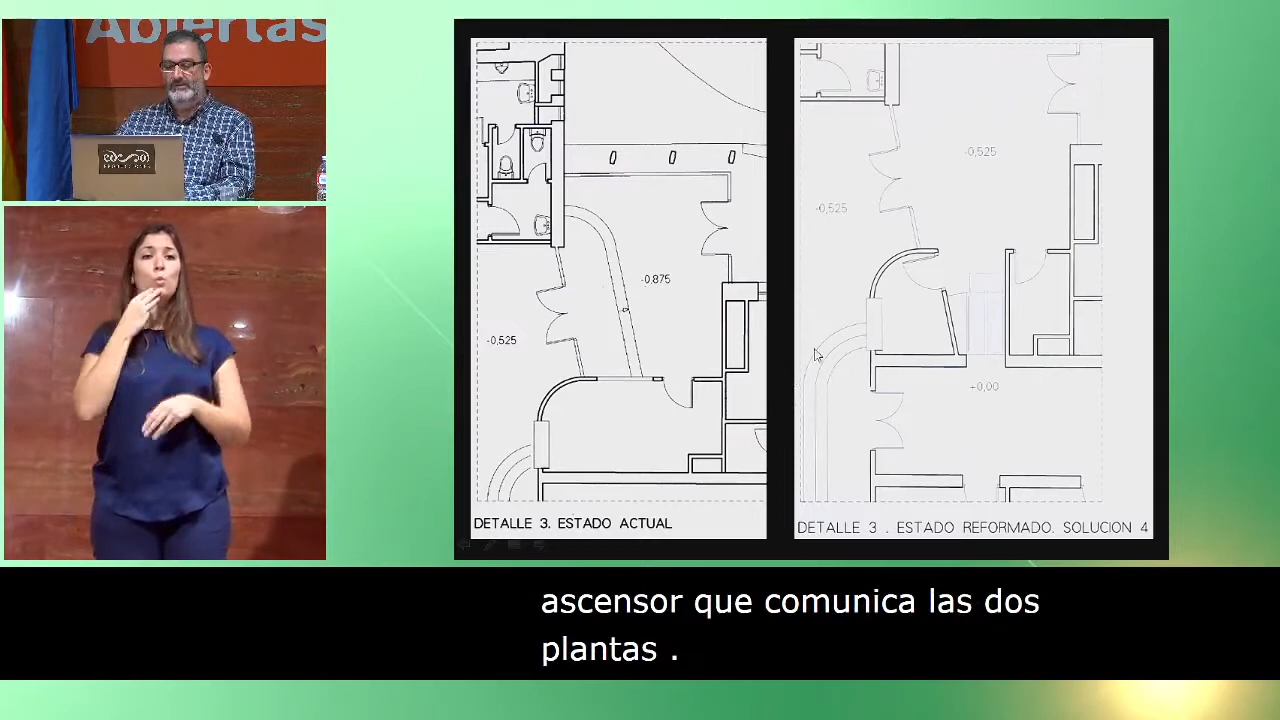 Abiertas
-0,875
-0,525
DETALLE 3. ESTADO ACTUAL
-0,525
-0,525
+0,00
DETALLE 3 . ESTADO REFORMADO. SOLUCION 4
ascensor que comunica las dos
plantas .